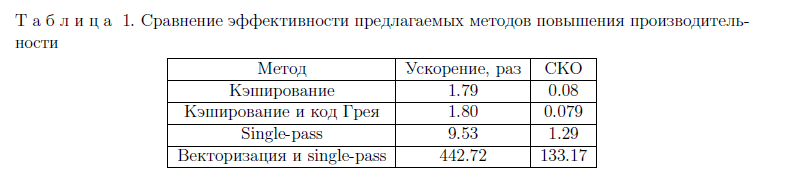 Т а б л и ц а 1. Сравнение эффективности предлагаемых методов повышения производитель-
ности
Метод Ускорение, раз СКО
Кэширование 1.79 0.08
Кэширование и код Грея 1.80 0.079
Single-pass 9.53 1.29
Векторизация и single-pass 442.72 133.17